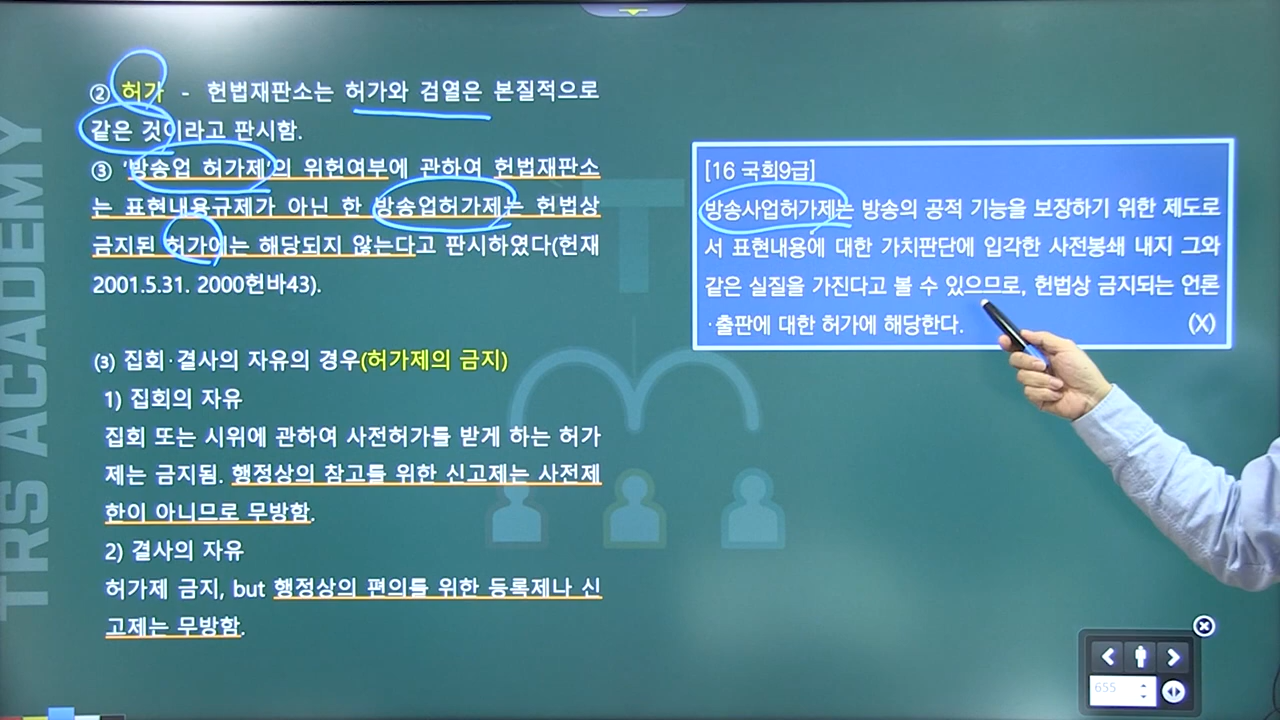 ② 허가 - 헌법재판소는 허가와 검열은 본질적으로
같은 것이라고 판시함.
③ '방송업 허가제'의 위헌여부에 관하여 헌법재판소
는 표현내용규제가 아닌 한 방송업허가제는 헌법상
금지된 허가에는 해당되지 않는다고 판시하였다(헌재
2001.5.31. 2000헌바43).
(3) 집회·결사의 자유의 경우(허가제의 금지)
1) 집회의 자유
집회 또는 시위에 관하여 사전허가를 받게 하는 허가
제는 금지됨. 행정상의 참고를 위한 신고제는 사전제
한이 아니므로 무방함.
2) 결사의 자유
허가제 금지, but 행정상의 편의를 위한 등록제나 신
고제는 무방함.
[16 국회9급]
방송사업허가제는 방송의 공적 기능을 보장하기 위한 제도로
서 표현내용에 대한 가치판단에 입각한 사전봉쇄 내지 그와
같은 실질을 가진다고 볼 수 있으므로, 헌법상 금지되는 언론
·출판에 대한 허가에 해당한다. (X)
TRS ACADEMY
655